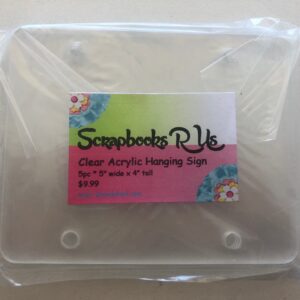 Scrapbooks R Us
Clear Acrylic Hanging Sign
5pc * 5" wide x 4" tall
$9.99